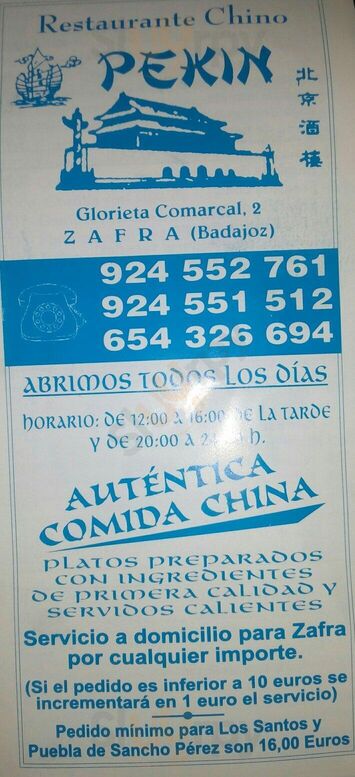 Restaurante Chino
PEKIN
北京酒楼
Glorieta Comarcal, 2
ZAFRA (Badajoz)
924 552 761
924 551 512
654 326 694
ABRIMOS TODOS LOS DÍAS
HORARIO: DE 12:00 A 16:00 DE LA TARDE
Y DE 20:00 A h.
AUTÉNTICA
COMIDA CHINA
PLATOS PREPARADOS
CON INGREDIENTES
DE PRIMERA CALIDAD Y
SERVIDOS CALIENTES
Servicio a domicilio para Zafra
por cualquier importe.
(Si el pedido es inferior a 10 euros se
incrementará en 1 euro el servicio)
Pedido mínimo para Los Santos y
Puebla de Sancho Pérez son 16,00 Euros